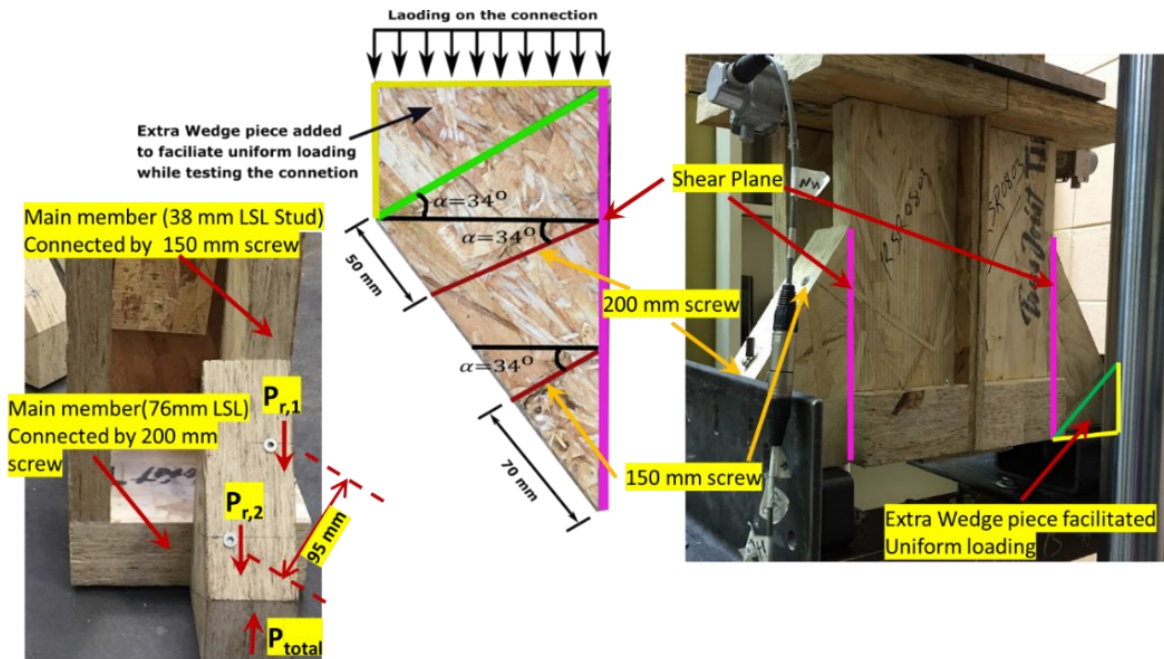 Laoding on the connection
Extra Wedge piece added
to faciliate uniform loading
while testing the connetion
α=34°
α=34°
α=34°
50 mm
70 mm
Main member (38 mm LSL Stud)
Connected by 150 mm screw
Main member(76mm LSL)
Connected by 200 mm
screw
Pr,1
Pr,2
95 mm
Ptotal
Shear Plane
200 mm screw
150 mm screw
Extra Wedge piece facilitated
Uniform loading